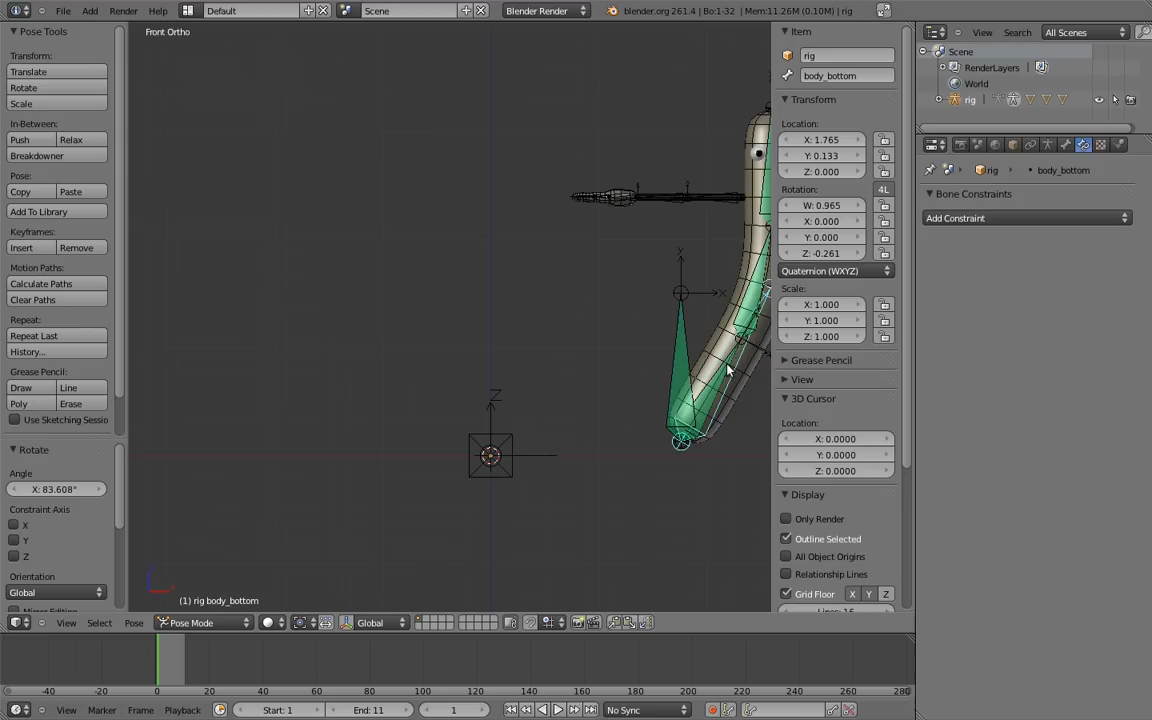 File Add Render Help Default Scene Blender Render blender.org 261.4 | Bo:1-32 | Mem:11.26M (0.10M) | rig
Pose Tools
Transform:
Translate
Rotate
Scale
In-Between:
Push Relax
Breakdowner
Pose:
Copy Paste
Add To Library
Keyframes:
Insert Remove
Motion Paths:
Calculate Paths
Clear Paths
Repeat:
Repeat Last
History...
Grease Pencil:
Draw Line
Poly Erase
Use Sketching Sessio
Rotate
Angle
X: 83.608°
Constraint Axis
X
Y
Z
Orientation
Global
Front Ortho
Y
X
Z
(1) rig body_bottom
Item
rig
body_bottom
Transform
Location:
X: 1.765
Y: 0.133
Z: 0.000
Rotation: 4L
W: 0.965
X: 0.000
Y: 0.000
Z: -0.261
Quaternion (WXYZ)
Scale:
X: 1.000
Y: 1.000
Z: 1.000
Grease Pencil
View
3D Cursor
Location:
X: 0.0000
Y: 0.0000
Z: 0.0000
Display
Only Render
Outline Selected
All Object Origins
Relationship Lines
Grid Floor X Y Z
Lines: 16
View Search All Scenes
Scene
RenderLayers
World
rig
rig body_bottom
Bone Constraints
Add Constraint
View Select Pose Pose Mode Global
-40 -20 0 20 40 60 80 100 120 140 160 180 200 220 240 260 280
View Marker Frame Playback Start: 1 End: 11 1 No Sync